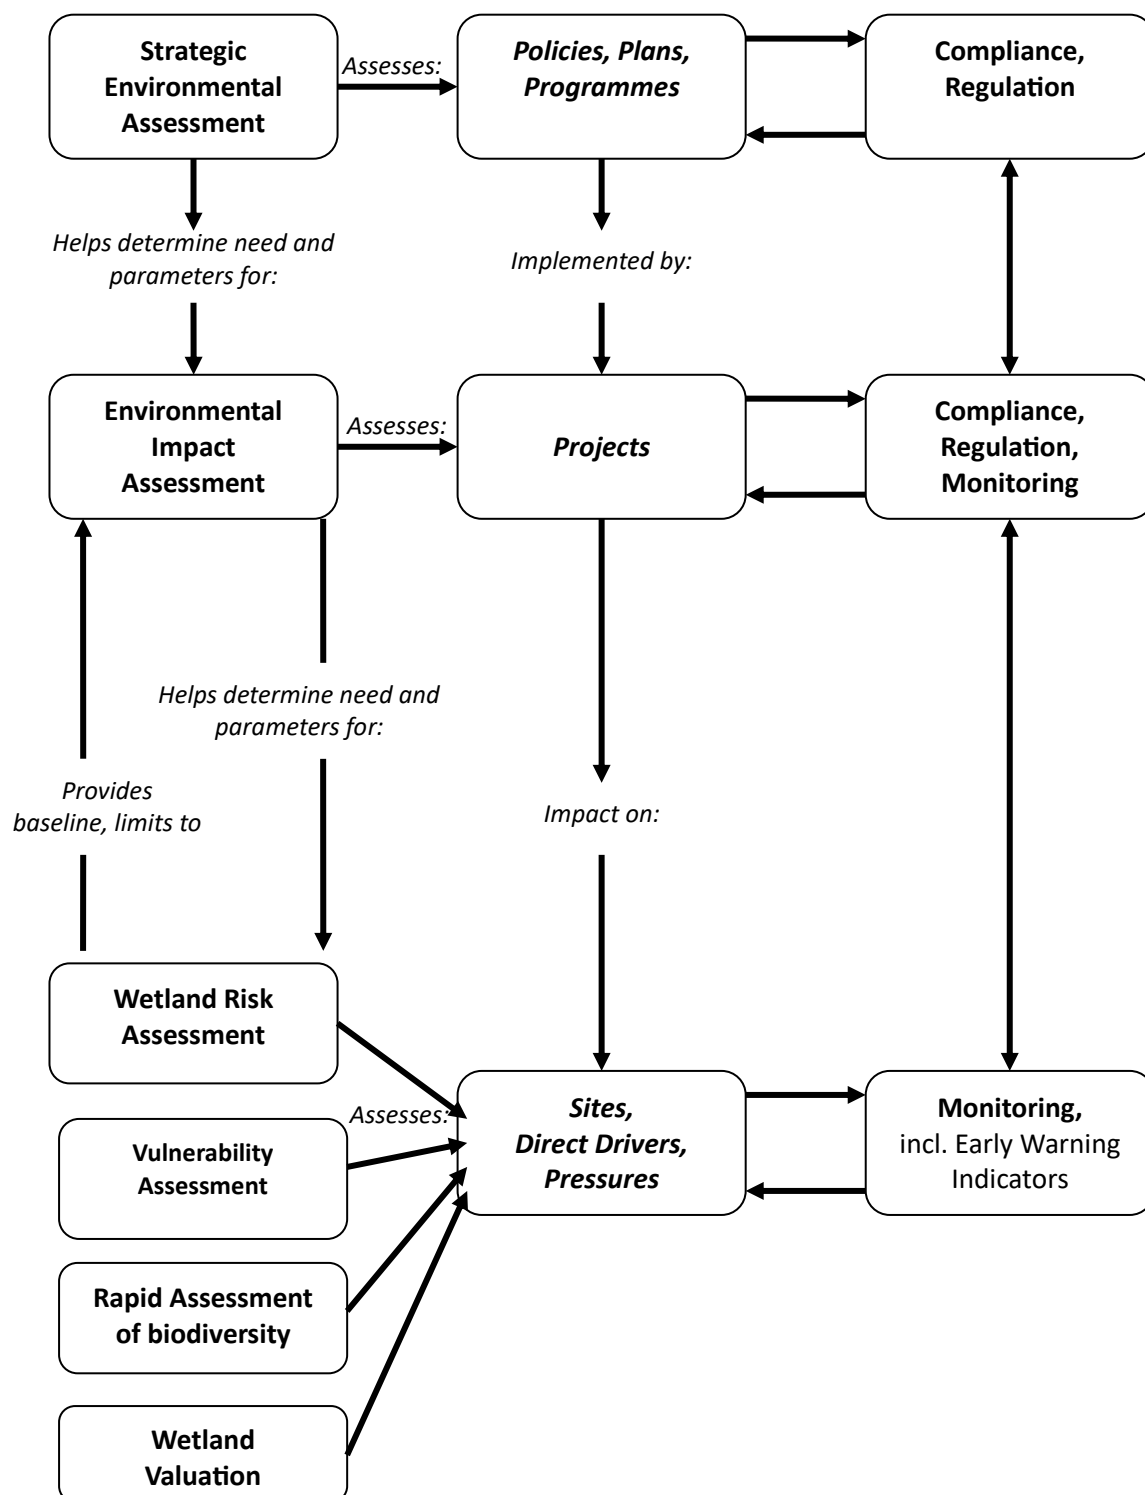 Strategic
Environmental
Assessment
Assesses:
Policies, Plans,
Programmes
Compliance,
Regulation
Helps determine need and
parameters for:
Implemented by:
Environmental
Impact
Assessment
Assesses:
Projects
Compliance,
Regulation,
Monitoring
Helps determine need and
parameters for:
Provides
baseline, limits to
Impact on:
Wetland Risk
Assessment
Assesses:
Sites,
Direct Drivers,
Pressures
Monitoring,
incl. Early Warning
Indicators
Vulnerability
Assessment
Rapid Assessment
of biodiversity
Wetland
Valuation